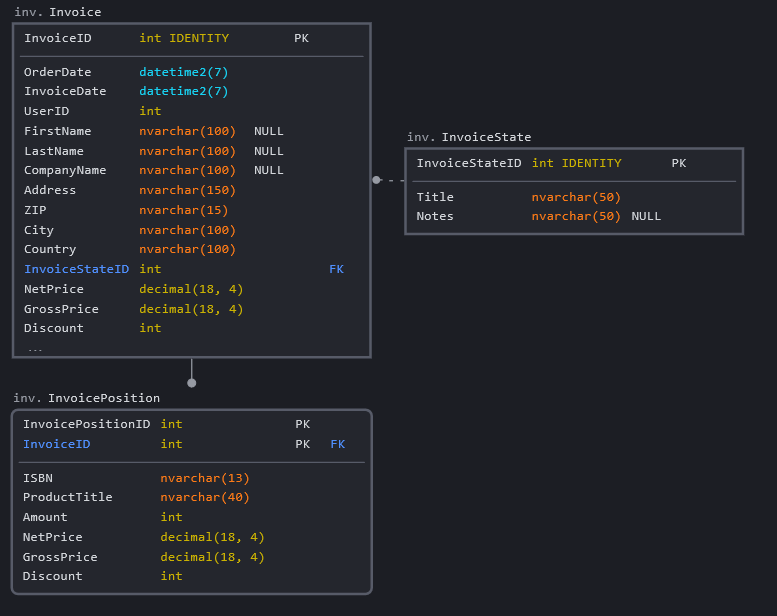 inv. Invoice
InvoiceID int IDENTITY PK
OrderDate datetime2(7)
InvoiceDate datetime2(7)
UserID int
FirstName nvarchar(100) NULL
LastName nvarchar(100) NULL
CompanyName nvarchar(100) NULL
Address nvarchar(150)
ZIP nvarchar(15)
City nvarchar(100)
Country nvarchar(100)
InvoiceStateID int FK
NetPrice decimal(18, 4)
GrossPrice decimal(18, 4)
Discount int
...
inv. InvoiceState
InvoiceStateID int IDENTITY PK
Title nvarchar(50)
Notes nvarchar(50) NULL
inv. InvoicePosition
InvoicePositionID int PK
InvoiceID int PK FK
ISBN nvarchar(13)
ProductTitle nvarchar(40)
Amount int
NetPrice decimal(18, 4)
GrossPrice decimal(18, 4)
Discount int